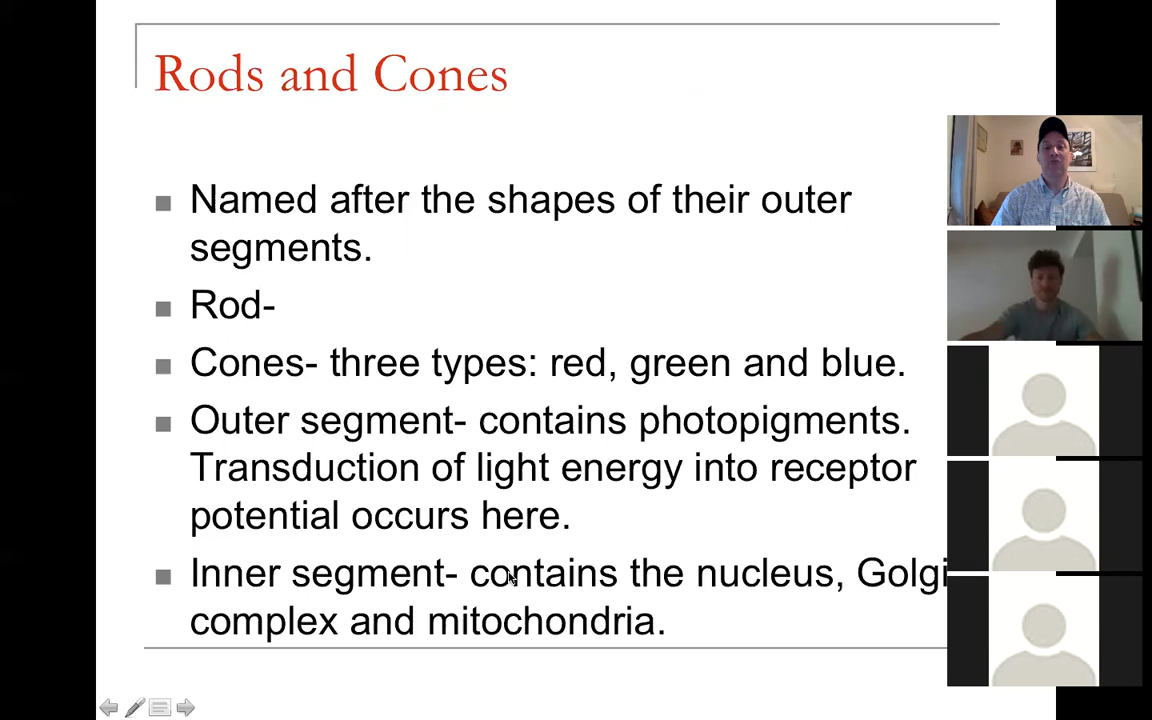 Rods and Cones
Named after the shapes of their outer
segments.
Rod-
Cones- three types: red, green and blue.
Outer segment- contains photopigments.
Transduction of light energy into receptor
potential occurs here.
Inner segment- contains the nucleus, Golgi
complex and mitochondria.